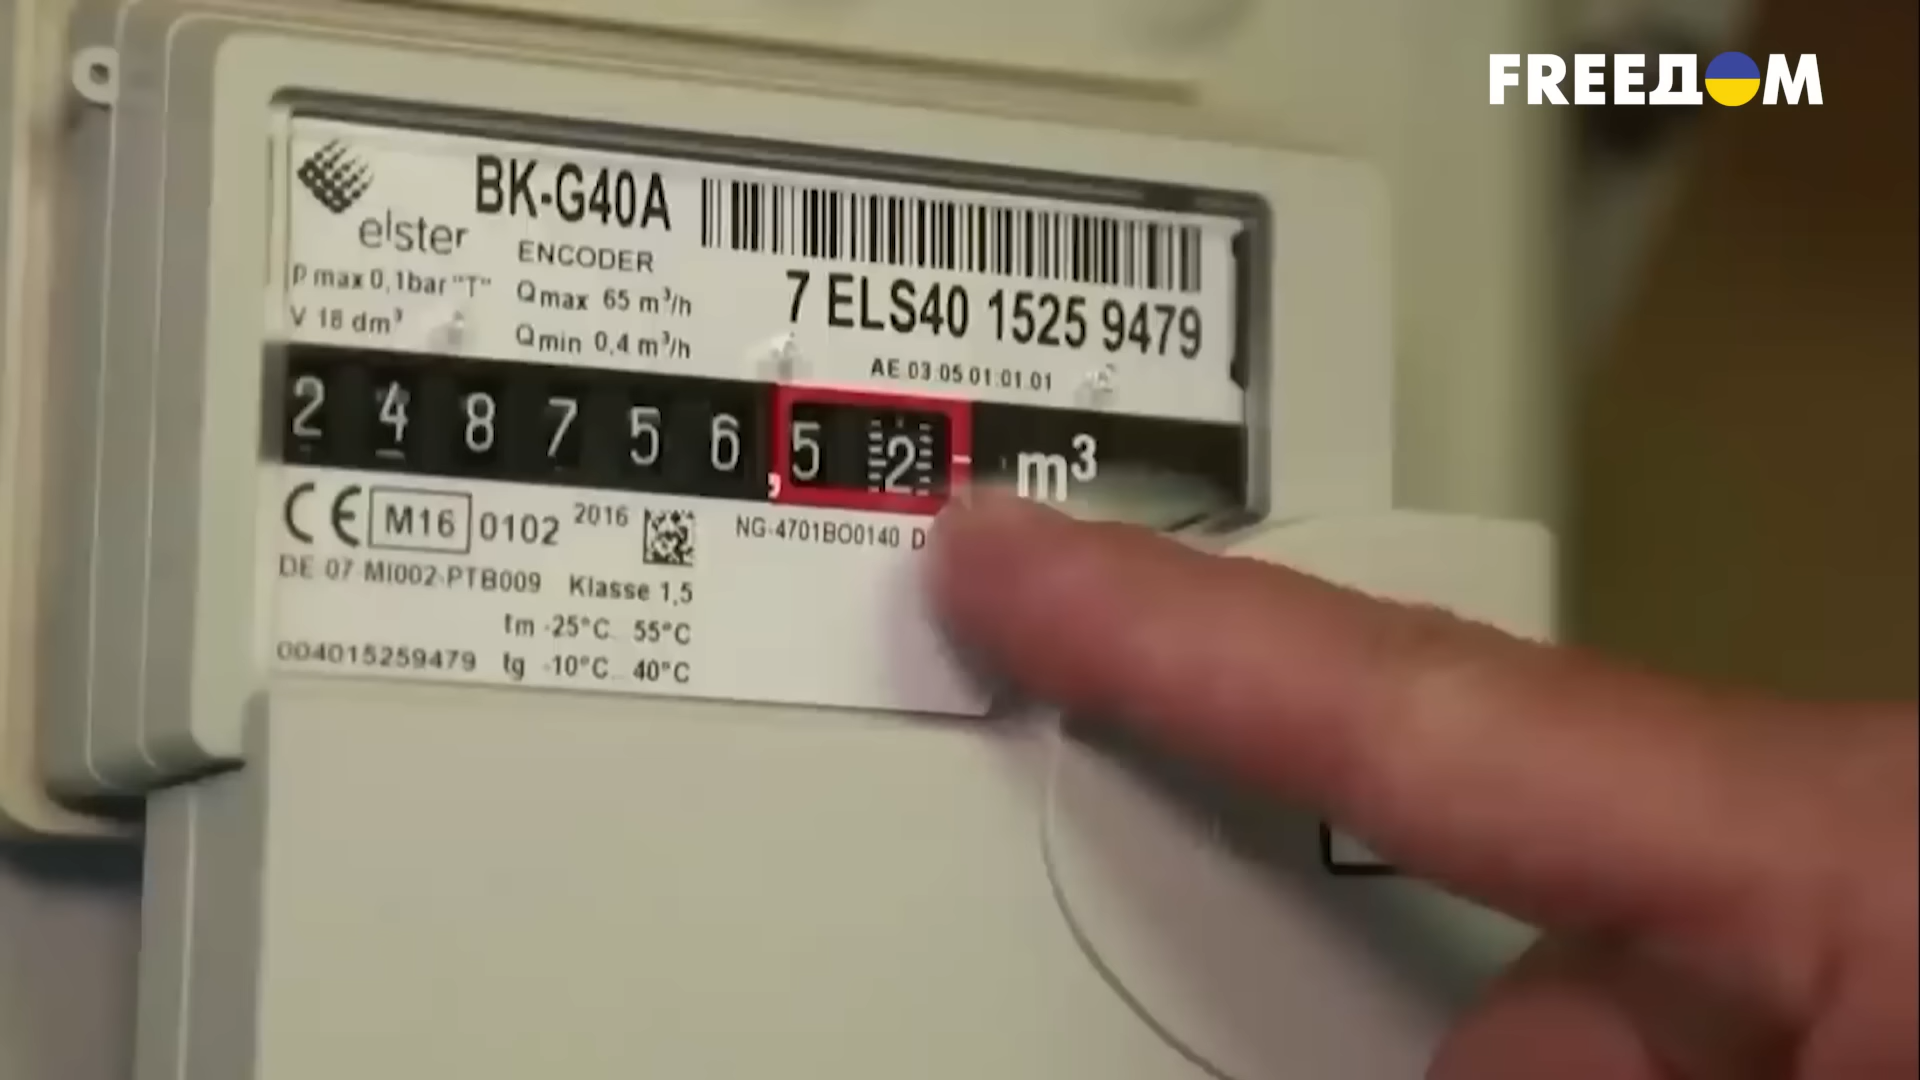 FREEДOM
elster
BK-G40A
ENCODER
P max 0,1bar "T"
Qmax 65 m³/h
V 18 dm³
Qmin 0,4 m³/h
7 ELS40 1525 9479
AE 03 05 01:01.01
2 4 8 7 5 6 , 5 2 m³
CE M16 0102 2016
NG-4701BO0140 D
DE 07 MI002-PTB009 Klasse 1,5
tm -25°C.. 55°C
004015259479 tg -10°C.. 40°C